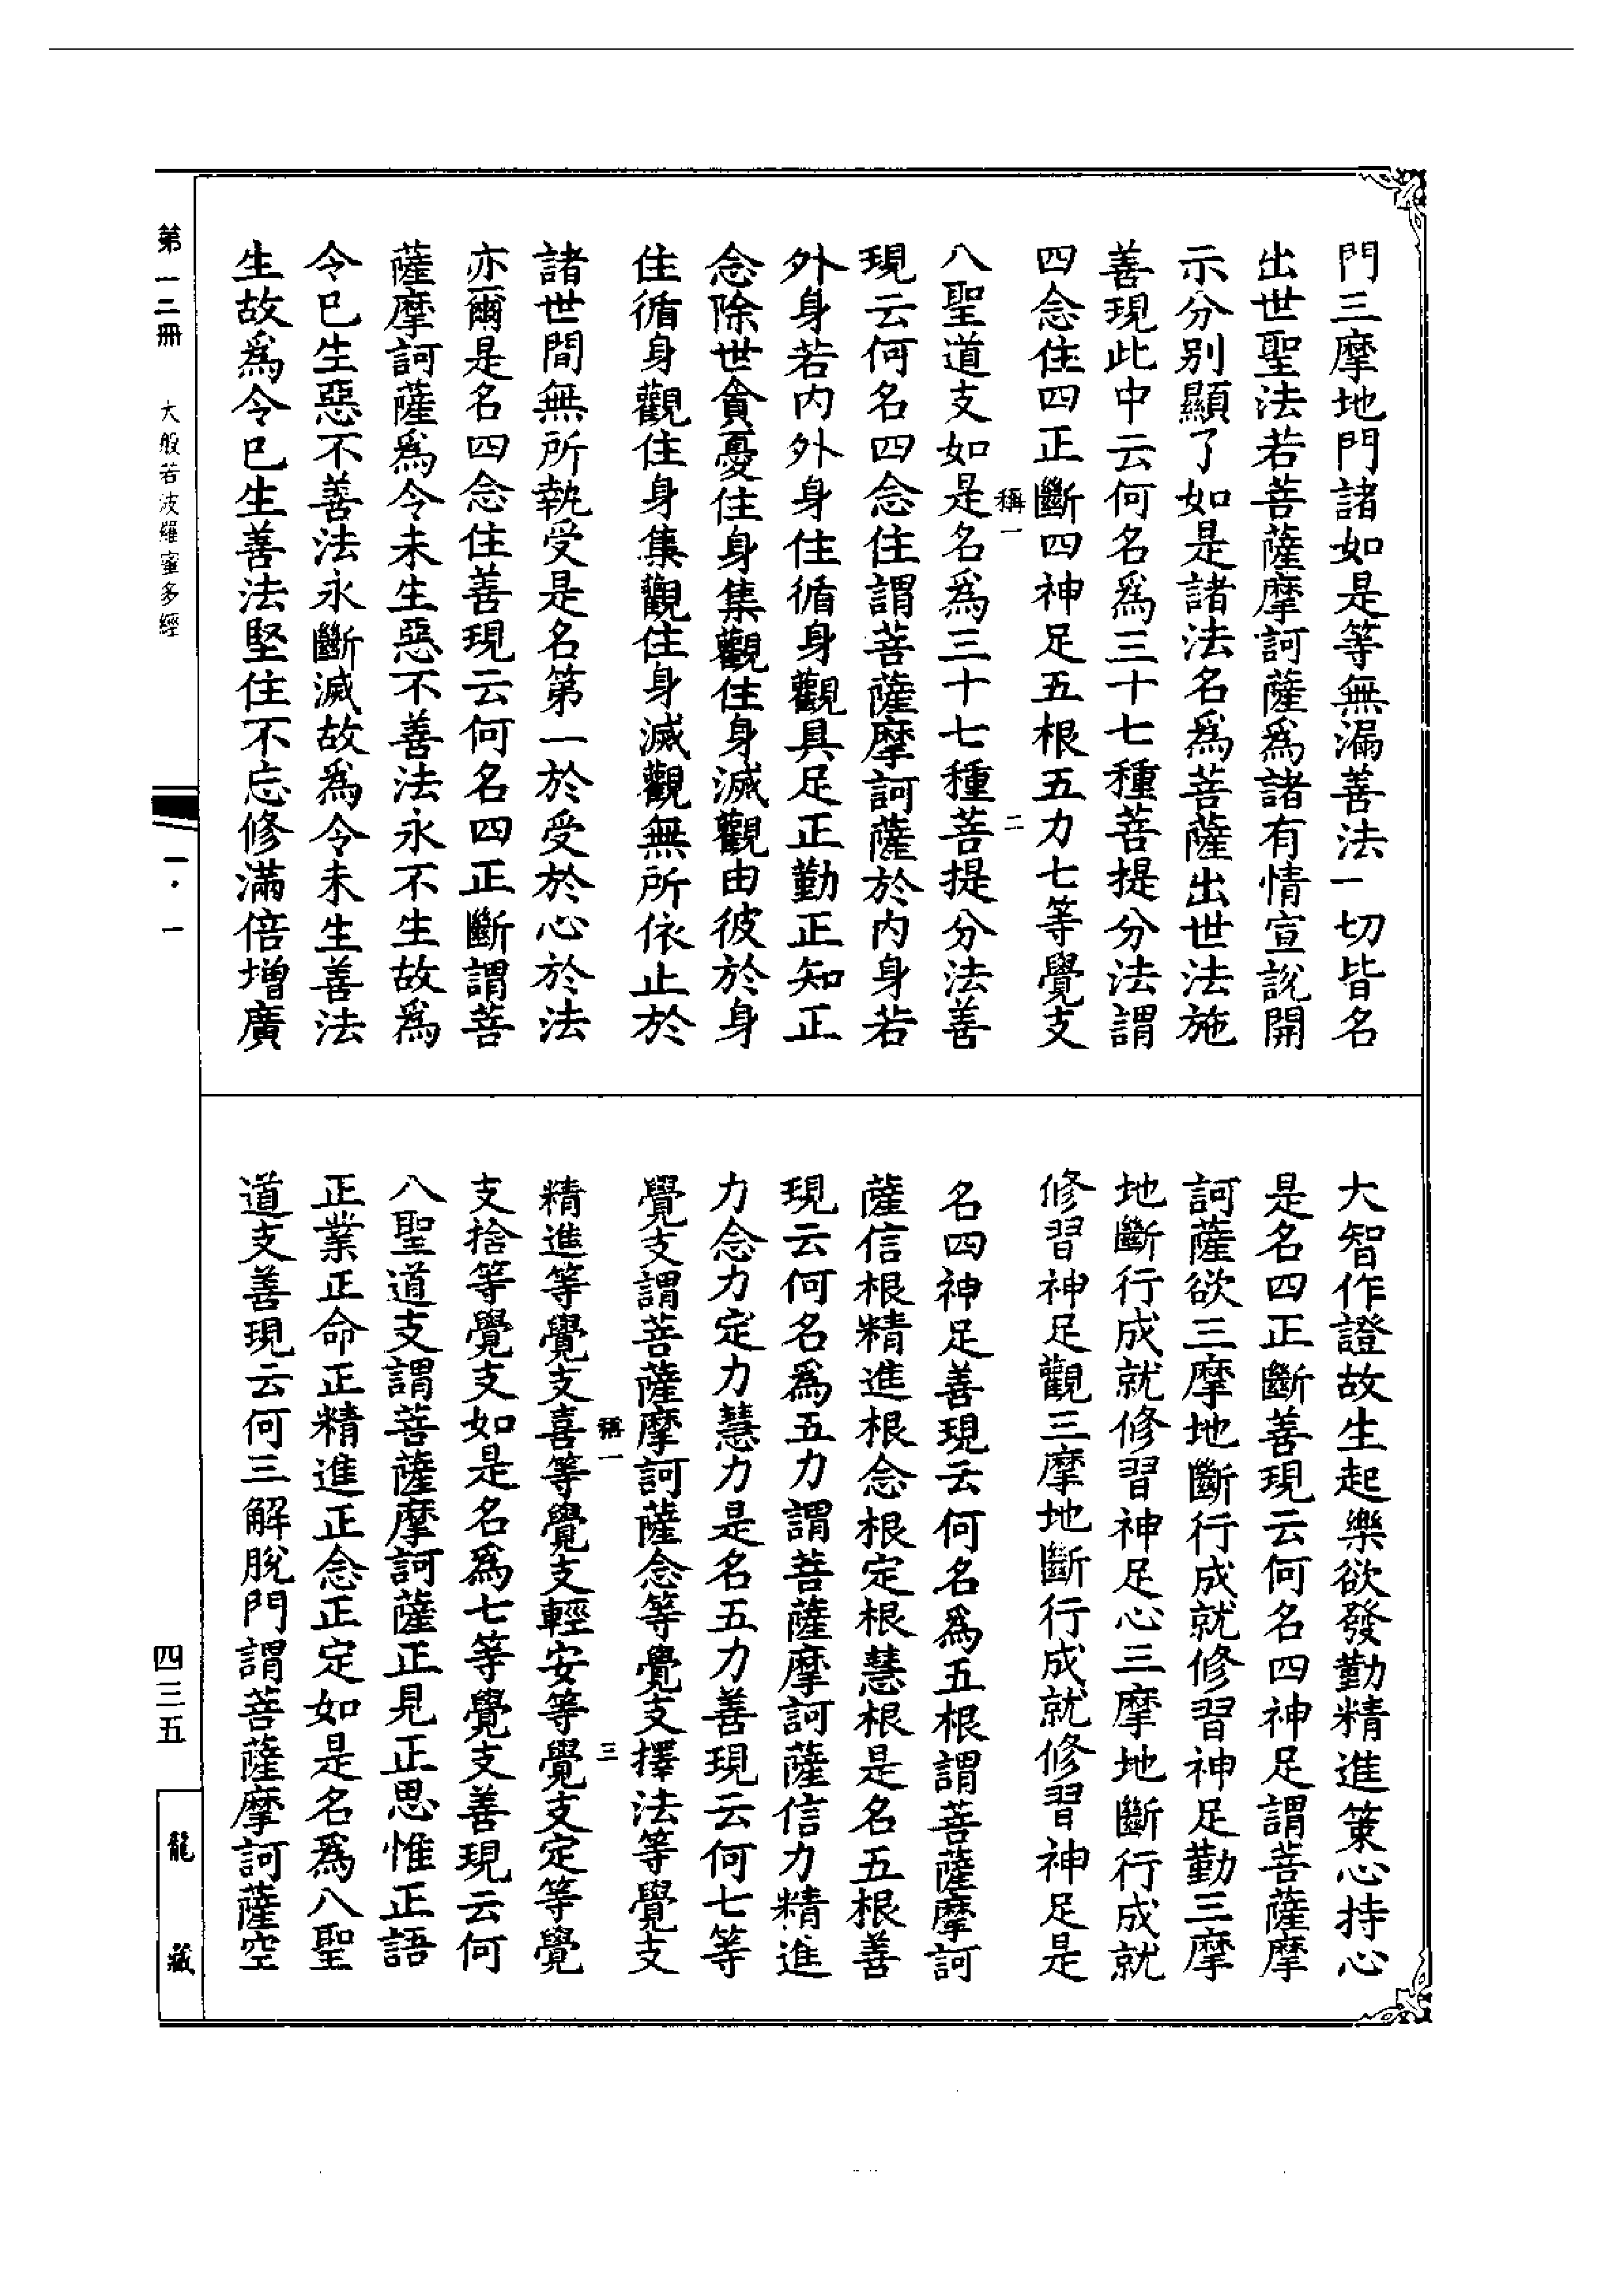 門三摩地門諸如是等無漏善法一切皆名
出世聖法若菩薩摩訶薩爲諸有情宣說開
示分別顯了如是諸法名爲菩薩出世法施
善現此中云何名爲三十七種菩提分法謂
四念住四正斷四神足五根五力七等覺支
稱一 二
八聖道支如是名爲三十七種菩提分法善
現云何名四念住謂菩薩摩訶薩於內身若
外身若內外身住循身觀具足正勤正知正
念除世貪憂住身集觀住身滅觀由彼於身
住循身觀住身集觀住身滅觀無所依止於
諸世間無所執受是名第一於受於心於法
亦爾是名四念住善現云何名四正斷謂菩
薩摩訶薩爲令未生惡不善法永不生故爲
令已生惡不善法永斷滅故爲令未生善法
生故爲令已生善法堅住不忘修滿倍增廣
大智作證故生起樂欲發勤精進策心持心
是名四正斷善現云何名四神足謂菩薩摩
訶薩欲三摩地斷行成就修習神足勤三摩
地斷行成就修習神足心三摩地斷行成就
修習神足觀三摩地斷行成就修習神足是
名四神足善現云何名爲五根謂菩薩摩訶
薩信根精進根念根定根慧根是名五根善
現云何名爲五力謂菩薩摩訶薩信力精進
力念力定力慧力是名五力善現云何七等
覺支謂菩薩摩訶薩念等覺支擇法等覺支
稱一 三
精進等覺支喜等覺支輕安等覺支定等覺
支捨等覺支如是名爲七等覺支善現云何
八聖道支謂菩薩摩訶薩正見正思惟正語
正業正命正精進正念正定如是名爲八聖
道支善現云何三解脫門謂菩薩摩訶薩空
第一二冊 大般若波羅蜜多經 一·一 四三五 龍藏